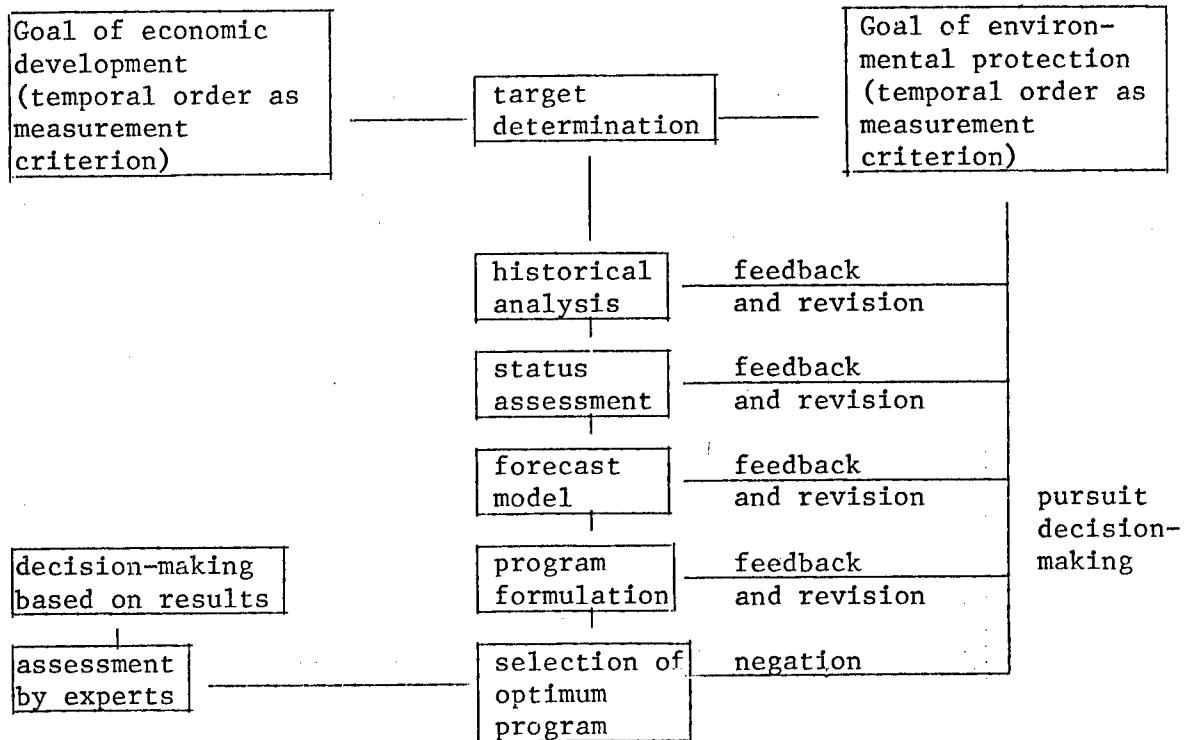 Goal of economic
development
(temporal order as
measurement
criterion)
target
determination
Goal of environ-
mental protection
(temporal order as
measurement
criterion)
historical
analysis
feedback
and revision
status
assessment
feedback
and revision
forecast
model
feedback
and revision
pursuit
decision-
making
program
formulation
feedback
and revision
decision-making
based on results
assessment
by experts
selection of
optimum
program
negation